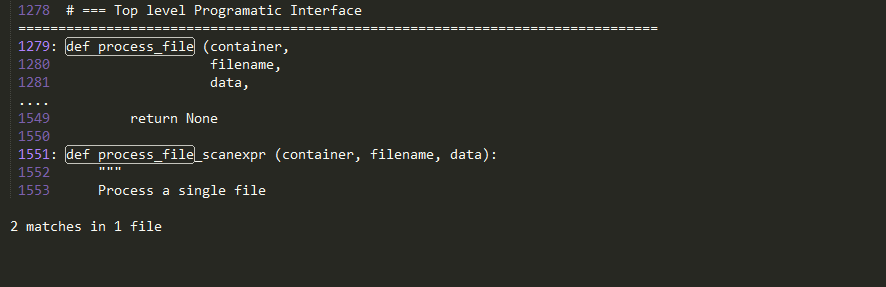 1278  # === Top level Programatic Interface
================================================================================
1279: def process_file (container,
1280                    filename,
1281                    data,
....
1549          return None
1550
1551: def process_file_scanexpr (container, filename, data):
1552      """
1553      Process a single file
2 matches in 1 file